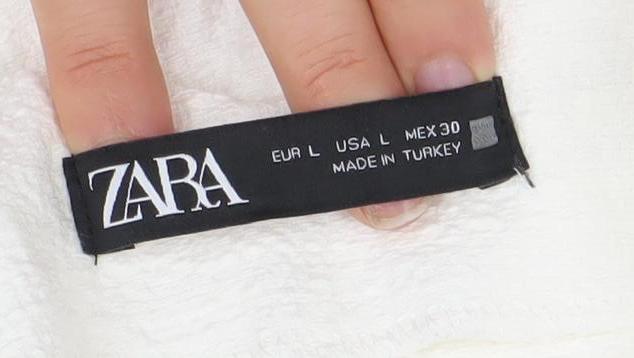 ZARA
EUR L USA L MEX 30
MADE IN TURKEY